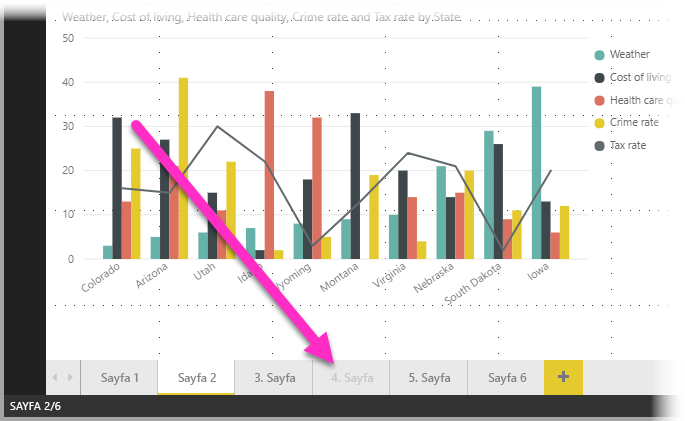 Weather, Cost of living, Health care quality, Crime rate and Tax rate by State
50
40
30
20
10
0
Weather
Cost of living
Health care qu
Crime rate
Tax rate
Colorado
Arizona
Utah
Idaho
Wyoming
Montana
Virginia
Nebraska
South Dakota
Iowa
Sayfa 1
Sayfa 2
3. Sayfa
4. Sayfa
5. Sayfa
Sayfa 6
SAYFA 2/6